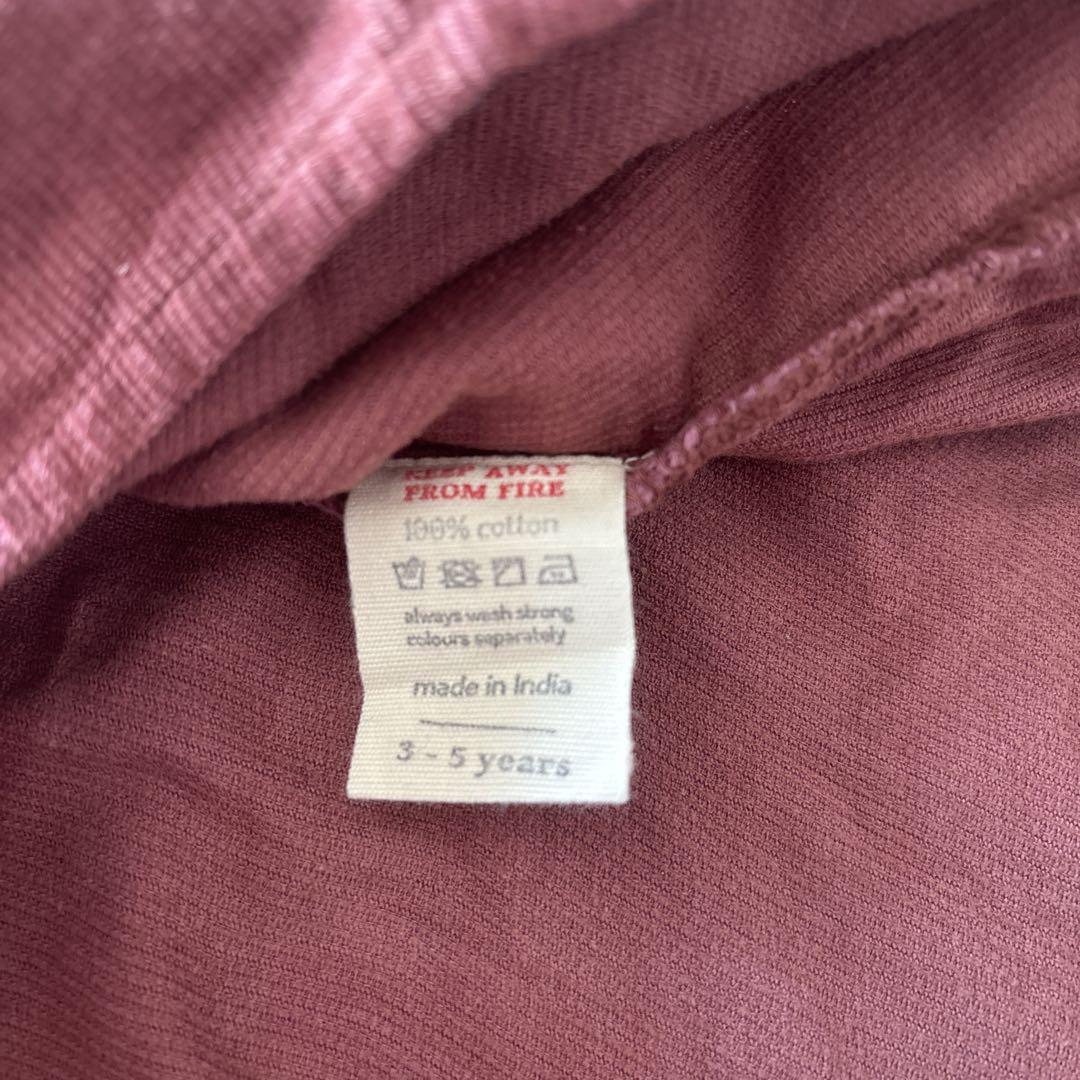 KEEP AWAY
FROM FIRE
100% cotton
always wash strong
colours separately
made in India
3 - 5 years